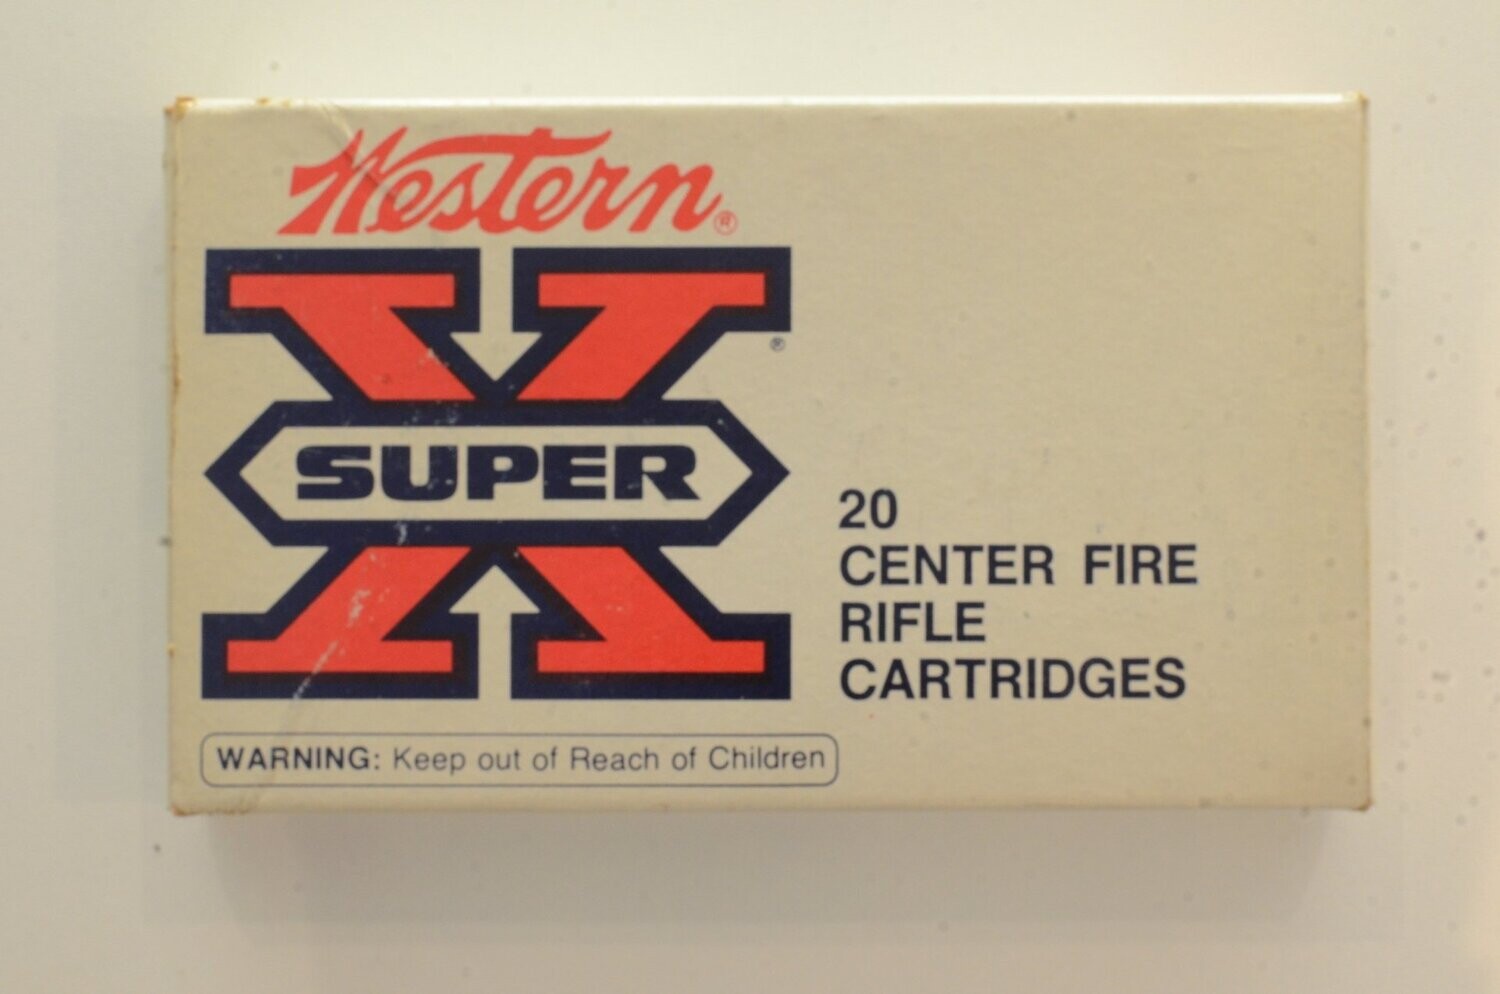 Western®
SUPER
®
20
CENTER FIRE
RIFLE
CARTRIDGES
WARNING: Keep out of Reach of Children